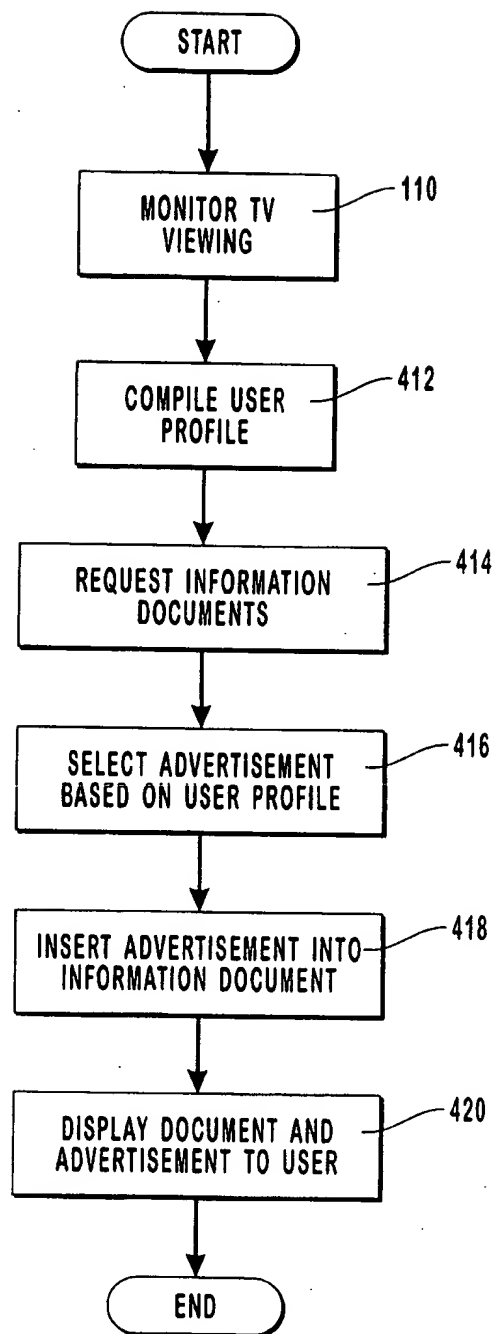 START
MONITOR TV
VIEWING
110
COMPILE USER
PROFILE
412
REQUEST INFORMATION
DOCUMENTS
414
SELECT ADVERTISEMENT
BASED ON USER PROFILE
416
INSERT ADVERTISEMENT INTO
INFORMATION DOCUMENT
418
DISPLAY DOCUMENT AND
ADVERTISEMENT TO USER
420
END